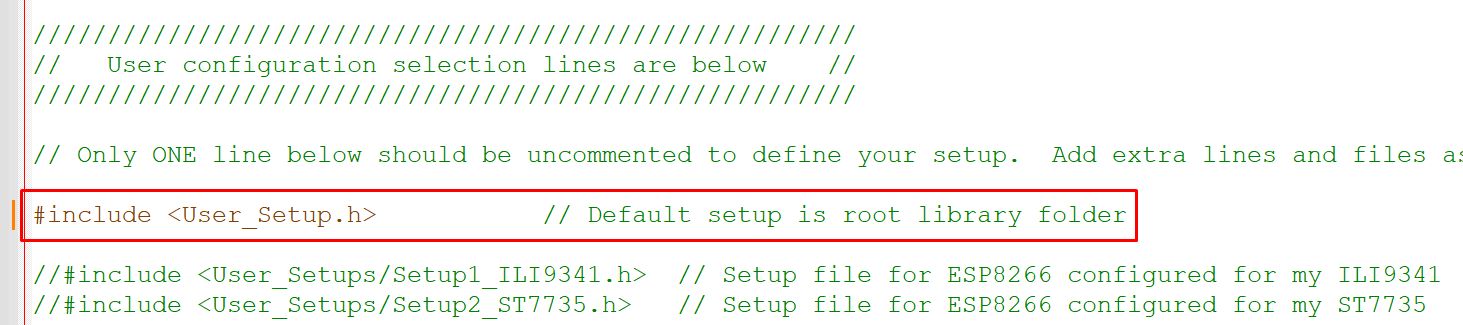 ///////////////////////////////////////////////////////
//   User configuration selection lines are below    //
///////////////////////////////////////////////////////
// Only ONE line below should be uncommented to define your setup.  Add extra lines and files as
#include <User_Setup.h>           // Default setup is root library folder
//#include <User_Setups/Setup1_ILI9341.h>  // Setup file for ESP8266 configured for my ILI9341
//#include <User_Setups/Setup2_ST7735.h>   // Setup file for ESP8266 configured for my ST7735